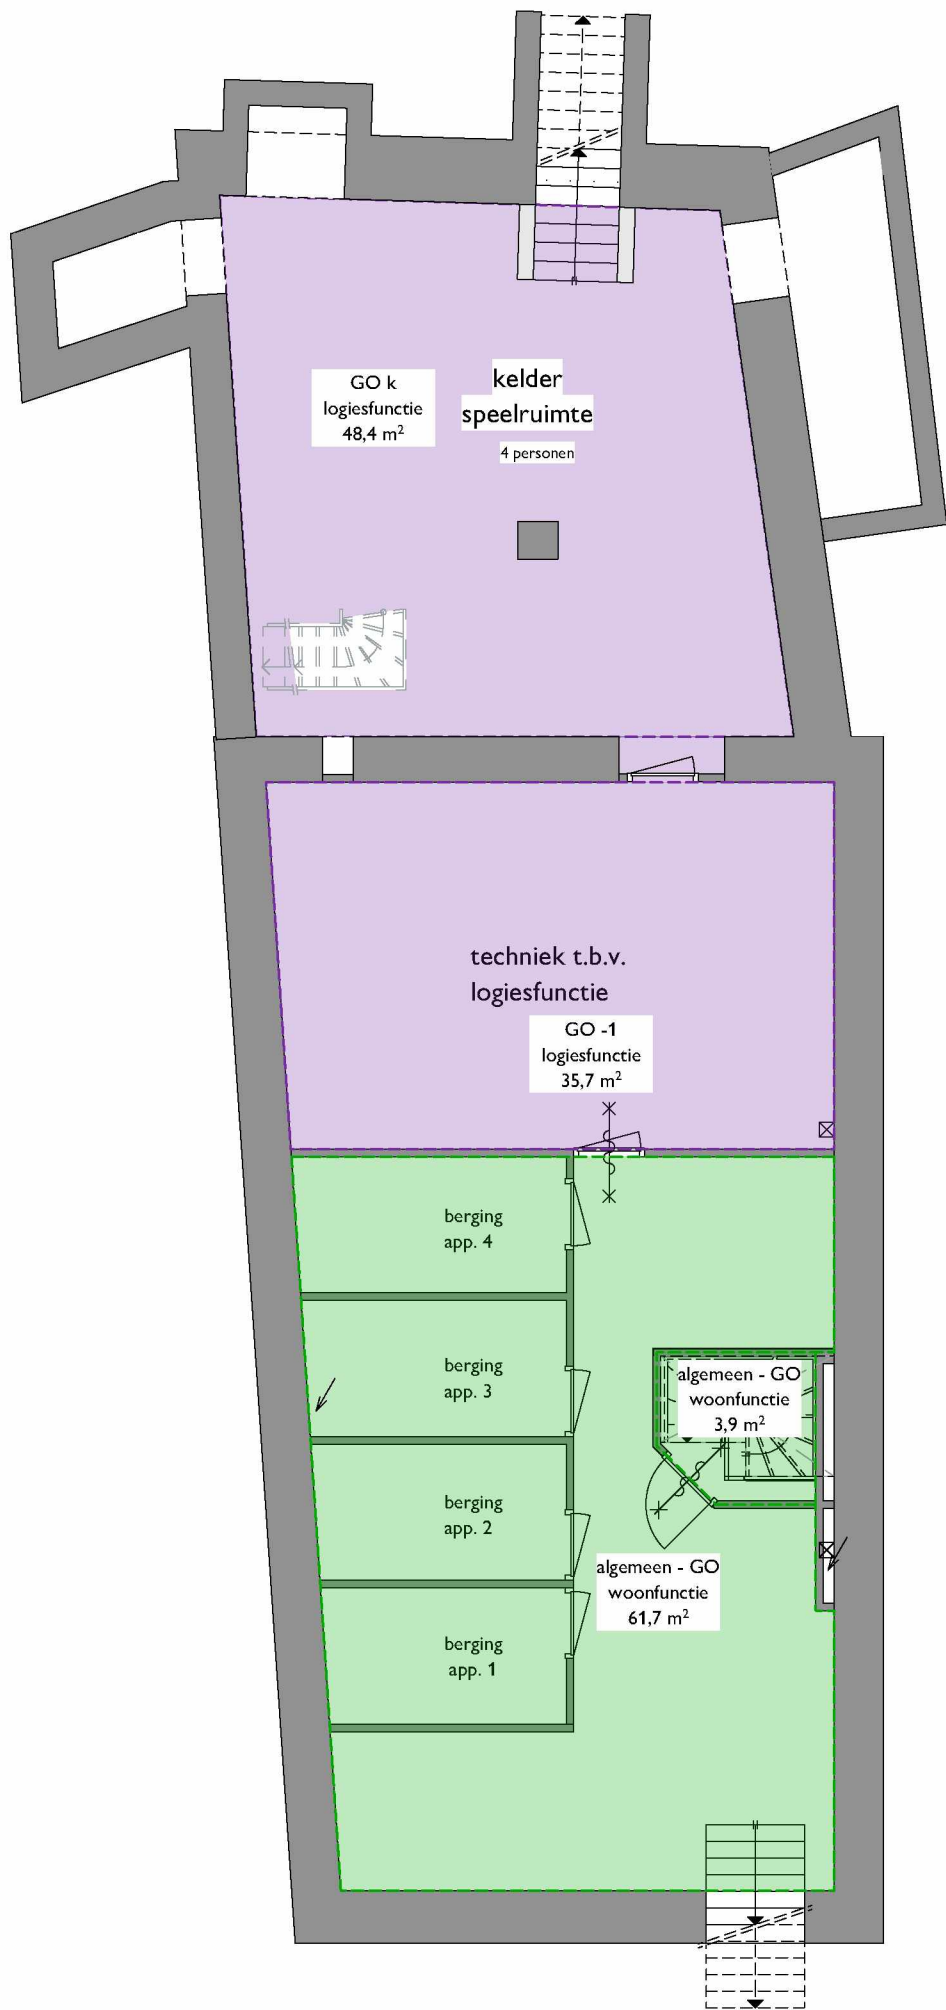 GO k
logiesfunctie
48,4 m²
kelder
speelruimte
4 personen
techniek t.b.v.
logiesfunctie
GO -1
logiesfunctie
35,7 m²
berging
app. 4
berging
app. 3
algemeen - GO
woonfunctie
3,9 m²
berging
app. 2
algemeen - GO
woonfunctie
61,7 m²
berging
app. 1